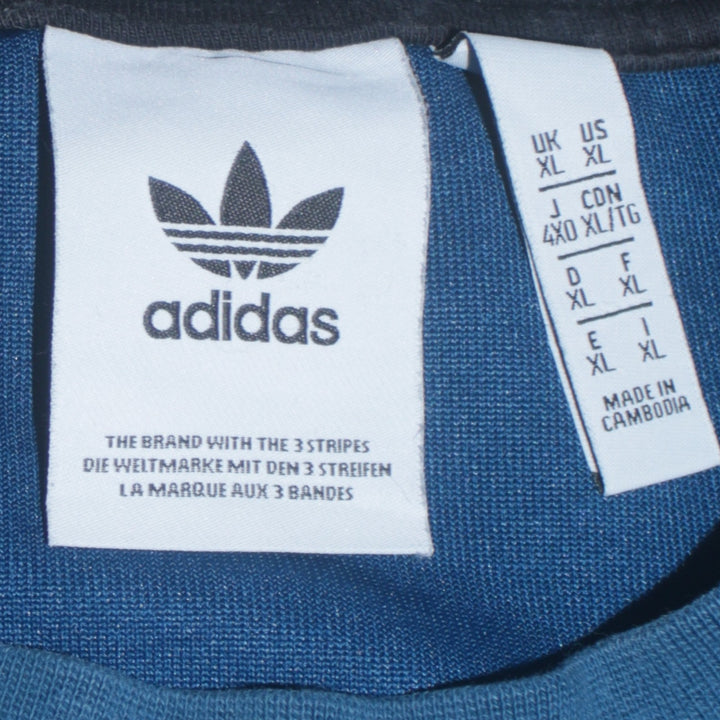 adidas
THE BRAND WITH THE 3 STRIPES
DIE WELTMARKE MIT DEN 3 STREIFEN
LA MARQUE AUX 3 BANDES
UK US
XL XL
J CDN
4XO XL/TG
D F
XL XL
E I
XL XL
MADE IN
CAMBODIA